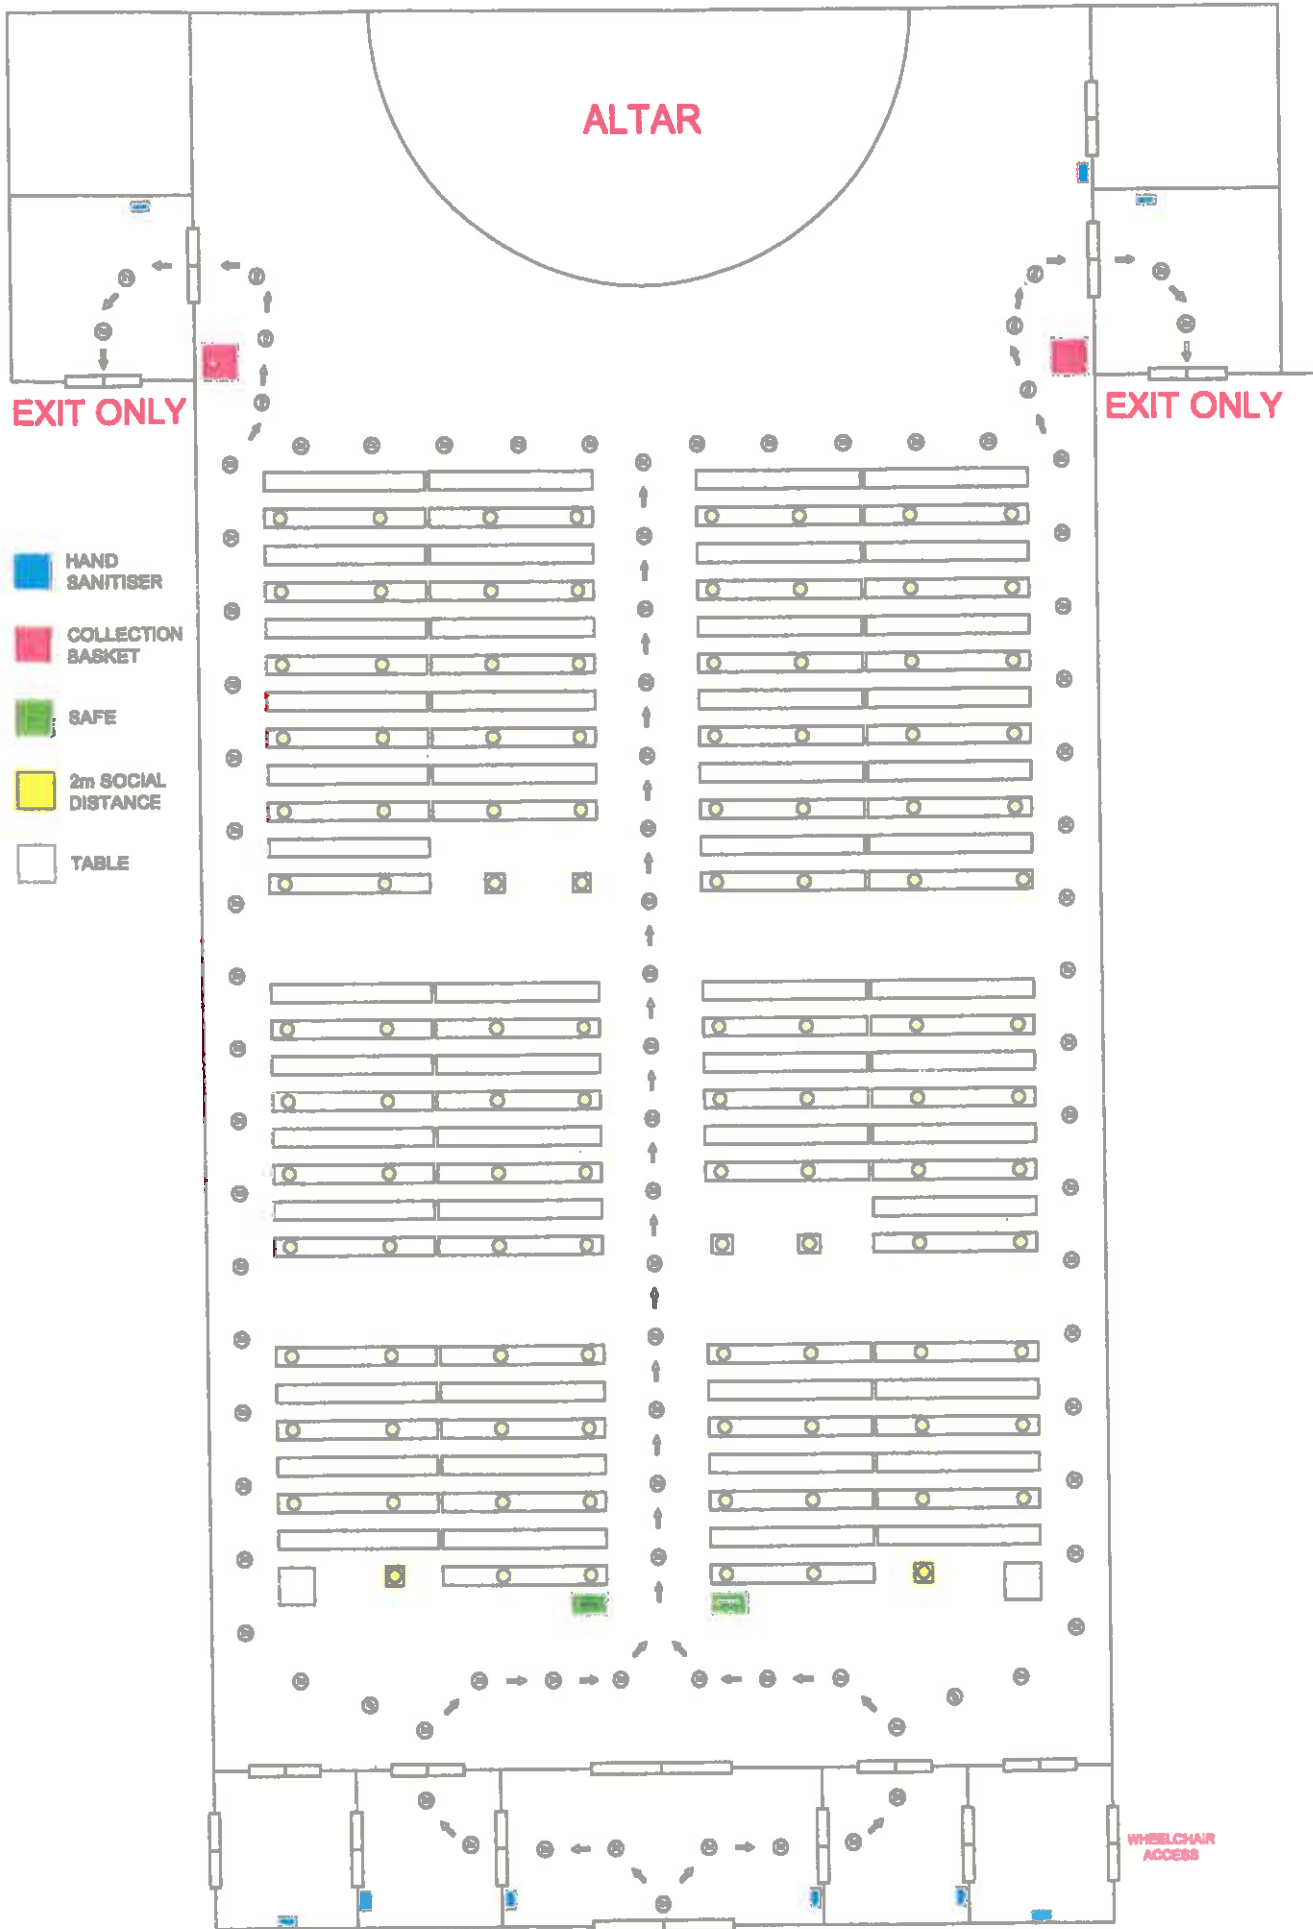 ALTAR
EXIT ONLY
EXIT ONLY
HAND
SANITISER
COLLECTION
BASKET
SAFE
2m SOCIAL
DISTANCE
TABLE
WHEELCHAIR
ACCESS